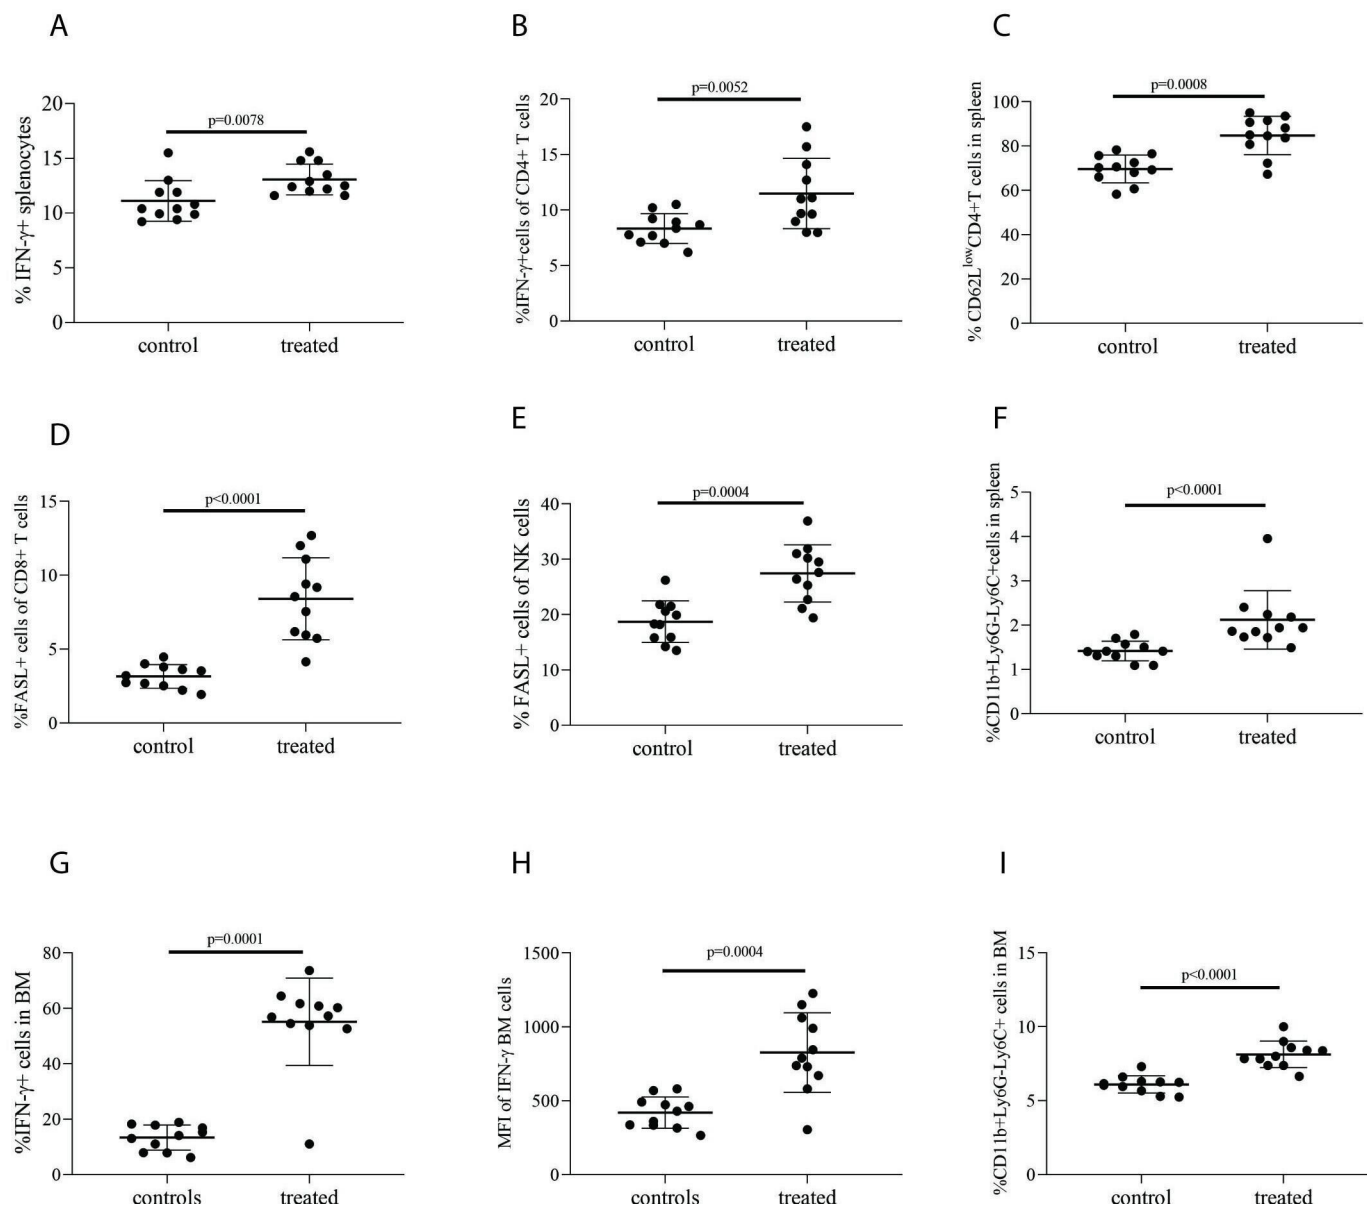 A
B
C
% IFN-γ+ splenocytes
20
15
10
5
0
p=0.0078
control
treated
%IFN-γ+cells of CD4+ T cells
20
15
10
5
0
p=0.0052
control
treated
% CD62LlowCD4+T cells in spleen
100
80
60
40
20
0
p=0.0008
control
treated
D
E
F
%FASL+ cells of CD8+ T cells
15
10
5
0
p<0.0001
control
treated
% FASL+ cells of NK cells
40
30
20
10
0
p=0.0004
control
treated
%CD11b+Ly6G-Ly6C+cells in spleen
5
4
3
2
1
0
p<0.0001
control
treated
G
H
I
%IFN-γ+ cells in BM
80
60
40
20
0
p=0.0001
controls
treated
MFI of IFN-γ BM cells
1500
1000
500
0
p=0.0004
controls
treated
%CD11b+Ly6G-Ly6C+ cells in BM
15
10
5
0
p<0.0001
control
treated